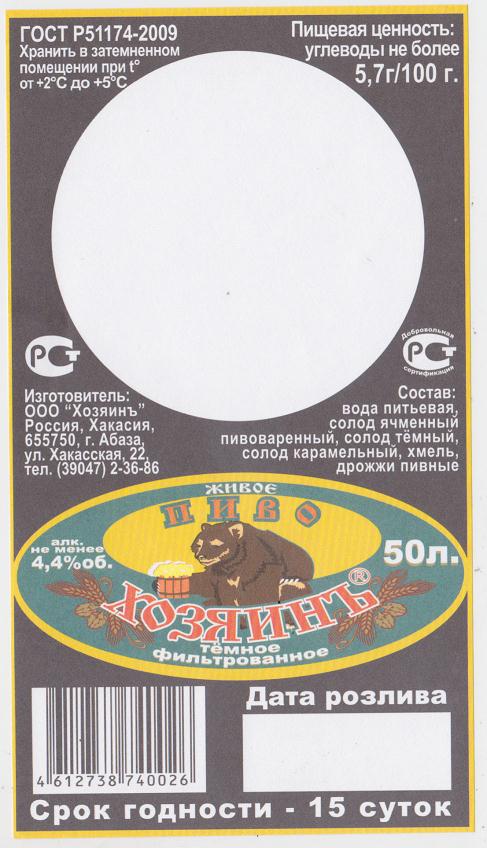 ГОСТ Р51174-2009
Хранить в затемненном
помещении при t°
от +2°С до +5°С
Пищевая ценность:
углеводы не более
5,7г/100 г.
РСТ
Добровольная
РСТ
сертификация
Изготовитель:
ООО “Хозяинъ”
Россия, Хакасия,
655750, г. Абаза,
ул. Хакасская, 22,
тел. (39047) 2-36-86
Состав:
вода питьевая,
солод ячменный
пивоваренный, солод тёмный,
солод карамельный, хмель,
дрожжи пивные
живое
ПИВО
алк.
не менее
4,4%об.
50л.
ХОЗЯИНЪ®
тёмное
фильтрованное
Дата розлива
4 612738 740026
Срок годности - 15 суток